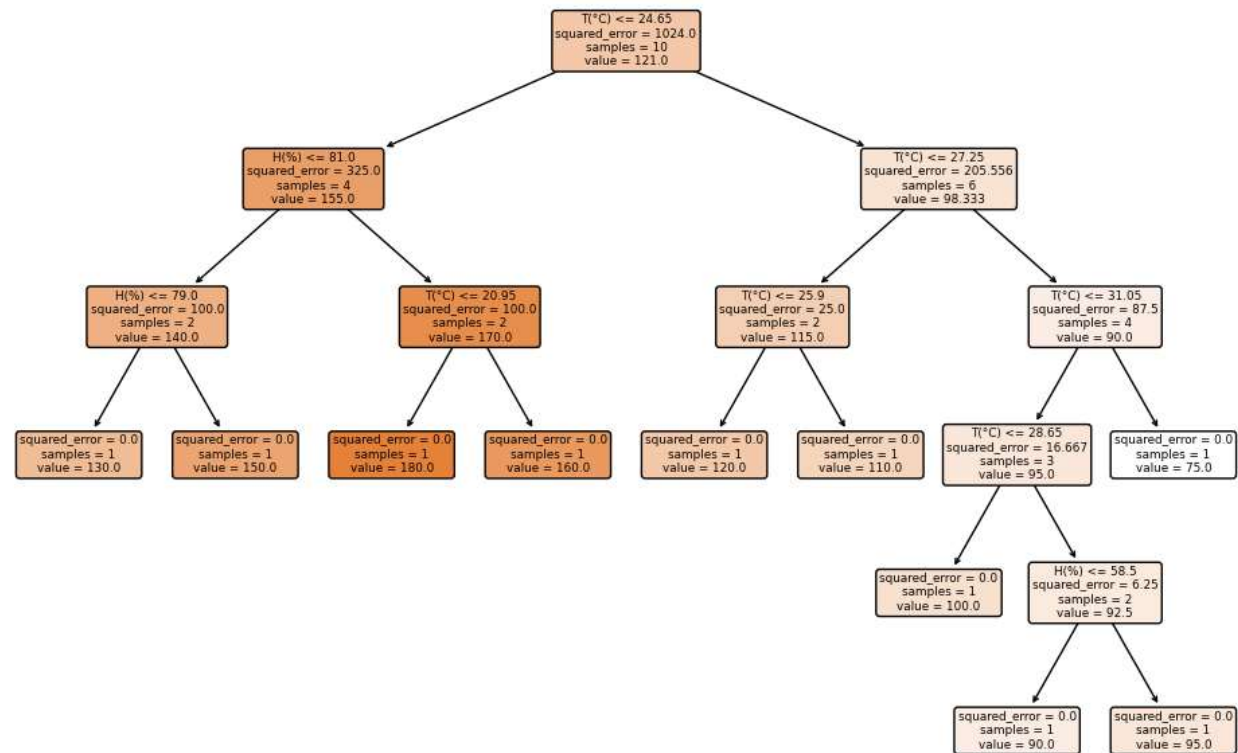 T(°C) <= 24.65
squared_error = 1024.0
samples = 10
value = 121.0
H(%) <= 81.0
squared_error = 325.0
samples = 4
value = 155.0
T(°C) <= 27.25
squared_error = 205.556
samples = 6
value = 98.333
H(%) <= 79.0
squared_error = 100.0
samples = 2
value = 140.0
T(°C) <= 20.95
squared_error = 100.0
samples = 2
value = 170.0
T(°C) <= 25.9
squared_error = 25.0
samples = 2
value = 115.0
T(°C) <= 31.05
squared_error = 87.5
samples = 4
value = 90.0
squared_error = 0.0
samples = 1
value = 130.0
squared_error = 0.0
samples = 1
value = 150.0
squared_error = 0.0
samples = 1
value = 180.0
squared_error = 0.0
samples = 1
value = 160.0
squared_error = 0.0
samples = 1
value = 120.0
squared_error = 0.0
samples = 1
value = 110.0
T(°C) <= 28.65
squared_error = 16.667
samples = 3
value = 95.0
squared_error = 0.0
samples = 1
value = 75.0
squared_error = 0.0
samples = 1
value = 100.0
H(%) <= 58.5
squared_error = 6.25
samples = 2
value = 92.5
squared_error = 0.0
samples = 1
value = 90.0
squared_error = 0.0
samples = 1
value = 95.0